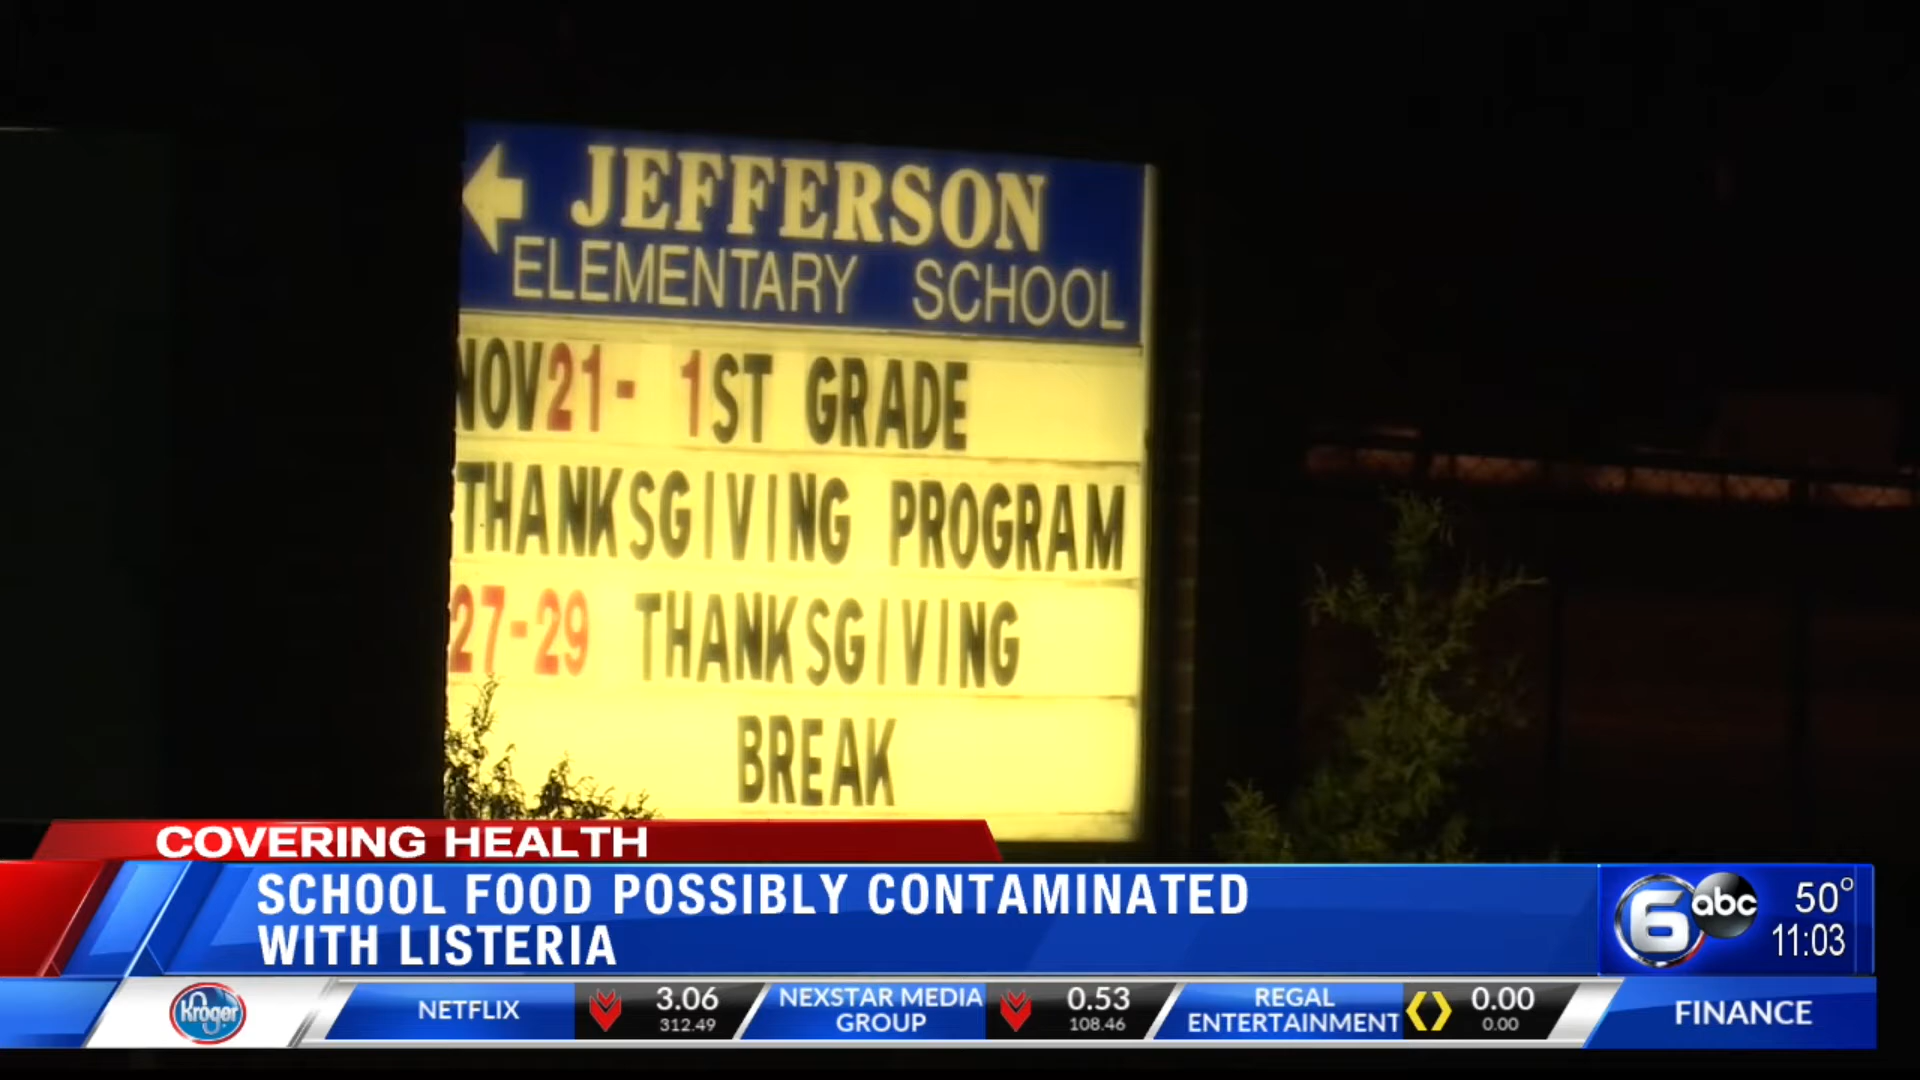 JEFFERSON
ELEMENTARY SCHOOL
NOV21- 1ST GRADE
THANKSGIVING PROGRAM
27-29 THANKSGIVING
BREAK
COVERING HEALTH
SCHOOL FOOD POSSIBLY CONTAMINATED
WITH LISTERIA
6 abc 50°
11:03
Kroger
NETFLIX 3.06
312.49
NEXSTAR MEDIA
GROUP 0.53
108.46
REGAL
ENTERTAINMENT 0.00
0.00
FINANCE